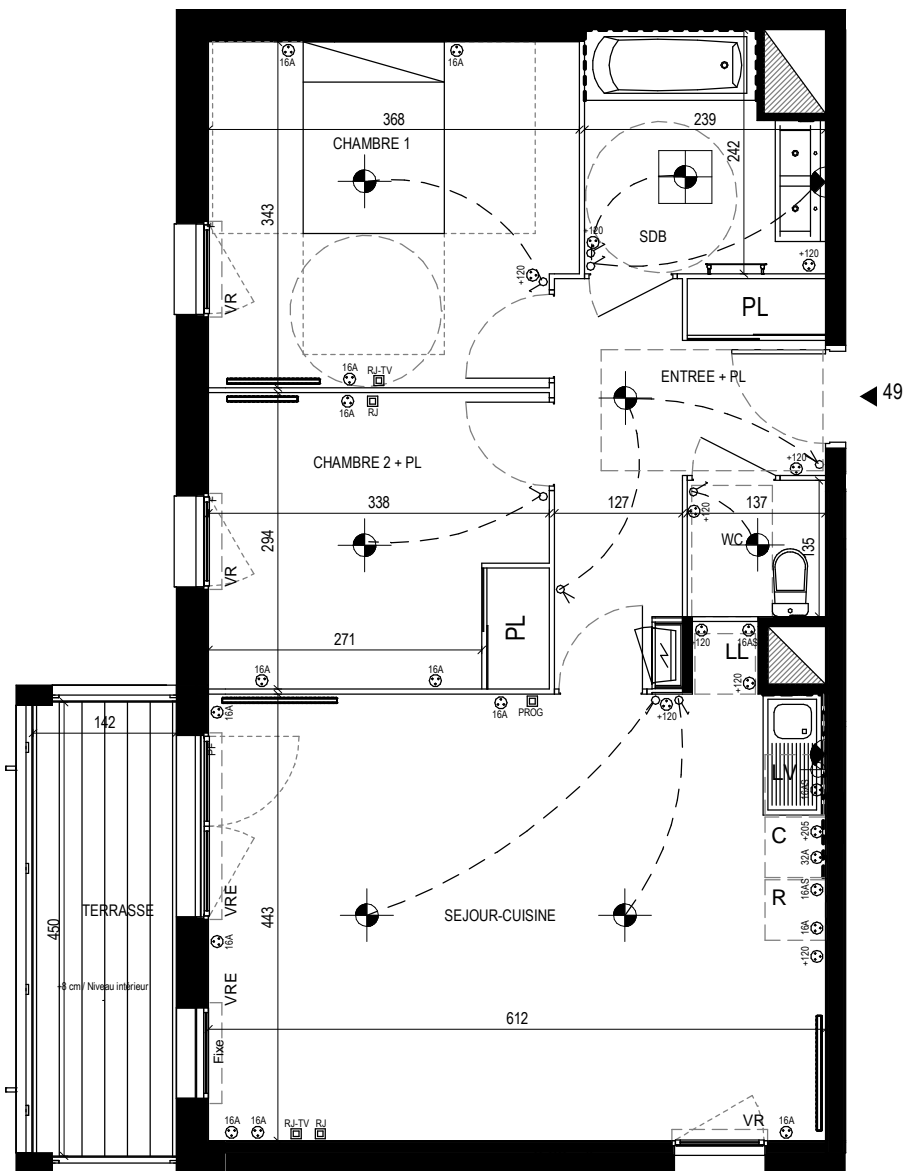 16A
16A
368
239
CHAMBRE 1
242
343
+120
SDB
+120
+120
VR
PL
16A
RJ-TV
ENTREE + PL
49
16A
RJ
CHAMBRE 2 + PL
+120
338
127
137
+120
294
WC
135
VR
PL
271
+120
16AS
LL
16A
16A
+120
16A
16A
PROG
+120
142
PF
LV
16AS
C
+205
32A
TERRASSE
VRE
443
SEJOUR-CUISINE
R
16AS
450
16A
16A
+120
+8 cm / Niveau intérieur
VRE
612
Fixe
16A
16A
RJ-TV
RJ
VR
16A